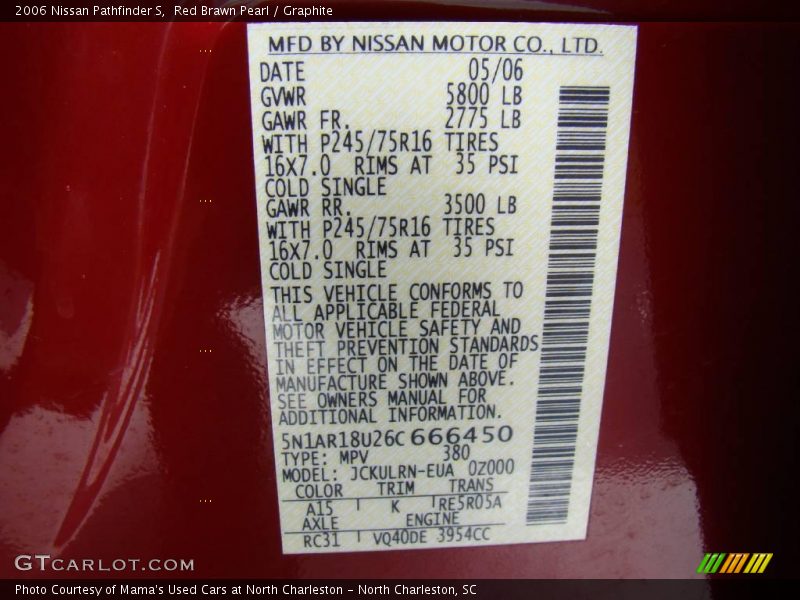 2006 Nissan Pathfinder S,  Red Brawn Pearl / Graphite
MFD BY NISSAN MOTOR CO., LTD.
DATE 05/06
GVWR 5800 LB
GAWR FR. 2775 LB
WITH P245/75R16 TIRES
16X7.0 RIMS AT 35 PSI
COLD SINGLE
GAWR RR. 3500 LB
WITH P245/75R16 TIRES
16X7.0 RIMS AT 35 PSI
COLD SINGLE
THIS VEHICLE CONFORMS TO
ALL APPLICABLE FEDERAL
MOTOR VEHICLE SAFETY AND
THEFT PREVENTION STANDARDS
IN EFFECT ON THE DATE OF
MANUFACTURE SHOWN ABOVE.
SEE OWNERS MANUAL FOR
ADDITIONAL INFORMATION.
5N1AR18U26C666450
TYPE: MPV 380
MODEL: JCKULRN-EUA 0Z000
COLOR TRIM TRANS
A15 K RE5R05A
AXLE ENGINE
RC31 VQ40DE 3954CC
GTCARLOT.COM
Photo Courtesy of Mama's Used Cars at North Charleston - North Charleston, SC